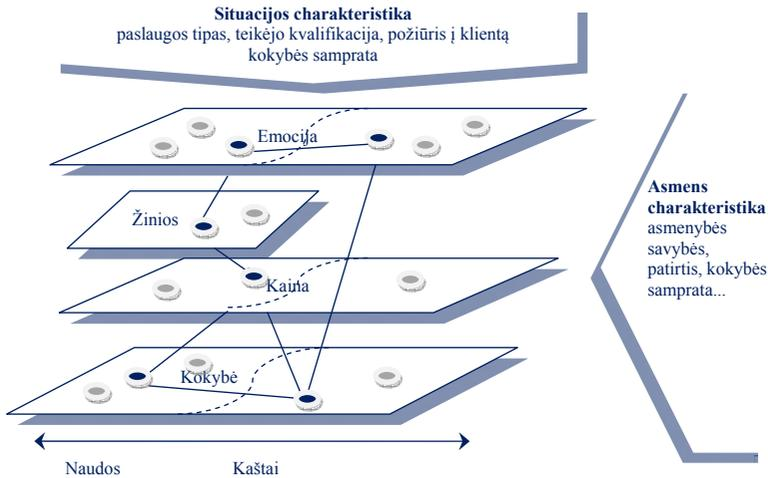 Situacijos charakteristika
paslaugos tipas, teikėjo kvalifikacija, požiūris į klientą
kokybės samprata
Emocija
Žinios
Kaina
Kokybė
Naudos
Kaštai
Asmens
charakteristika
asmenybės
savybės,
patirtis, kokybės
samprata...